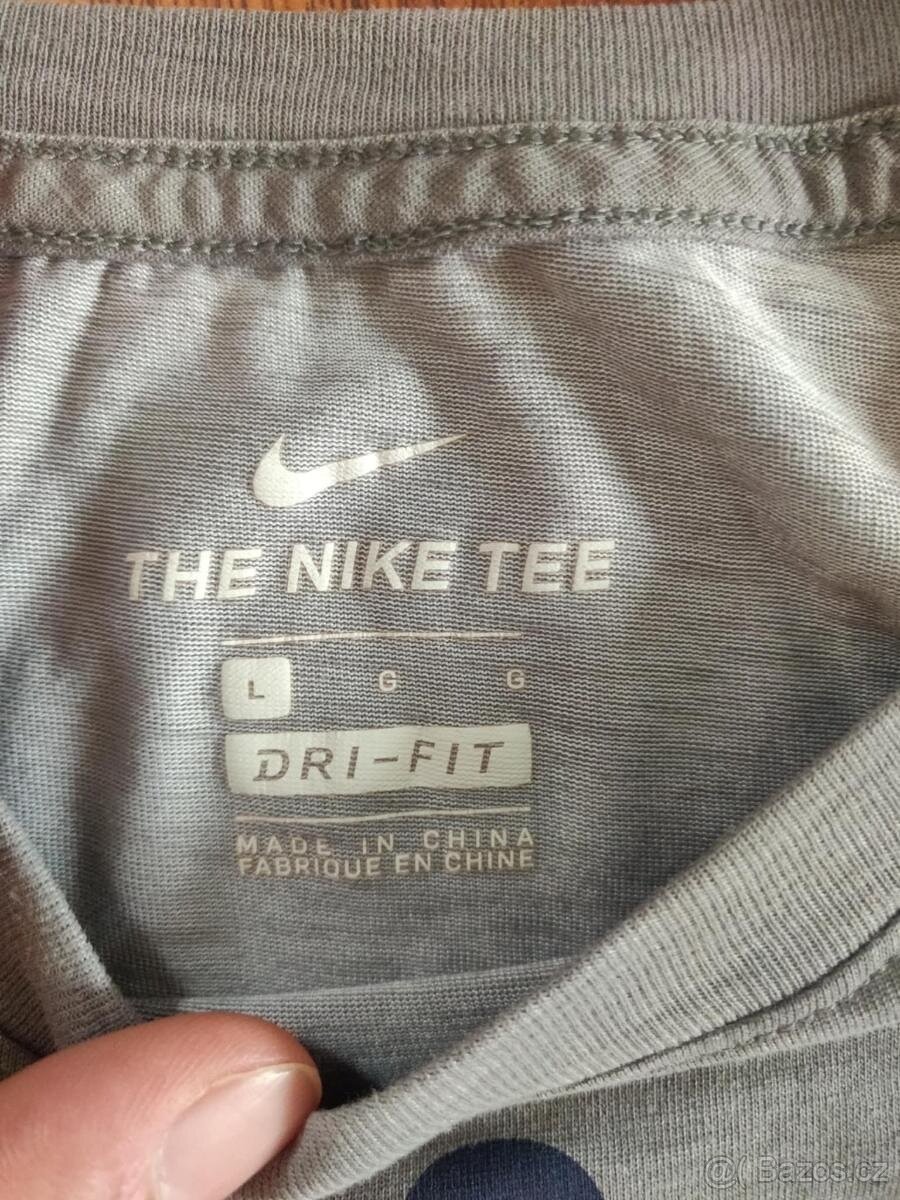 THE NIKE TEE
L G G
DRI-FIT
MADE IN CHINA
FABRIQUE EN CHINE
@( Bazos.cz